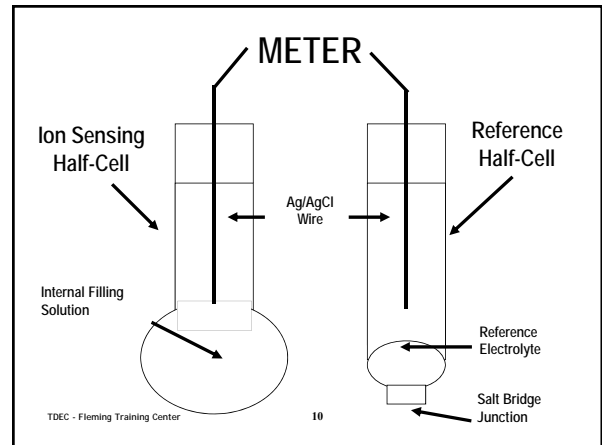 METER
Ion Sensing
Half-Cell
Reference
Half-Cell
Ag/AgCl
Wire
Internal Filling
Solution
Reference
Electrolyte
Salt Bridge
Junction
TDEC - Fleming Training Center
10